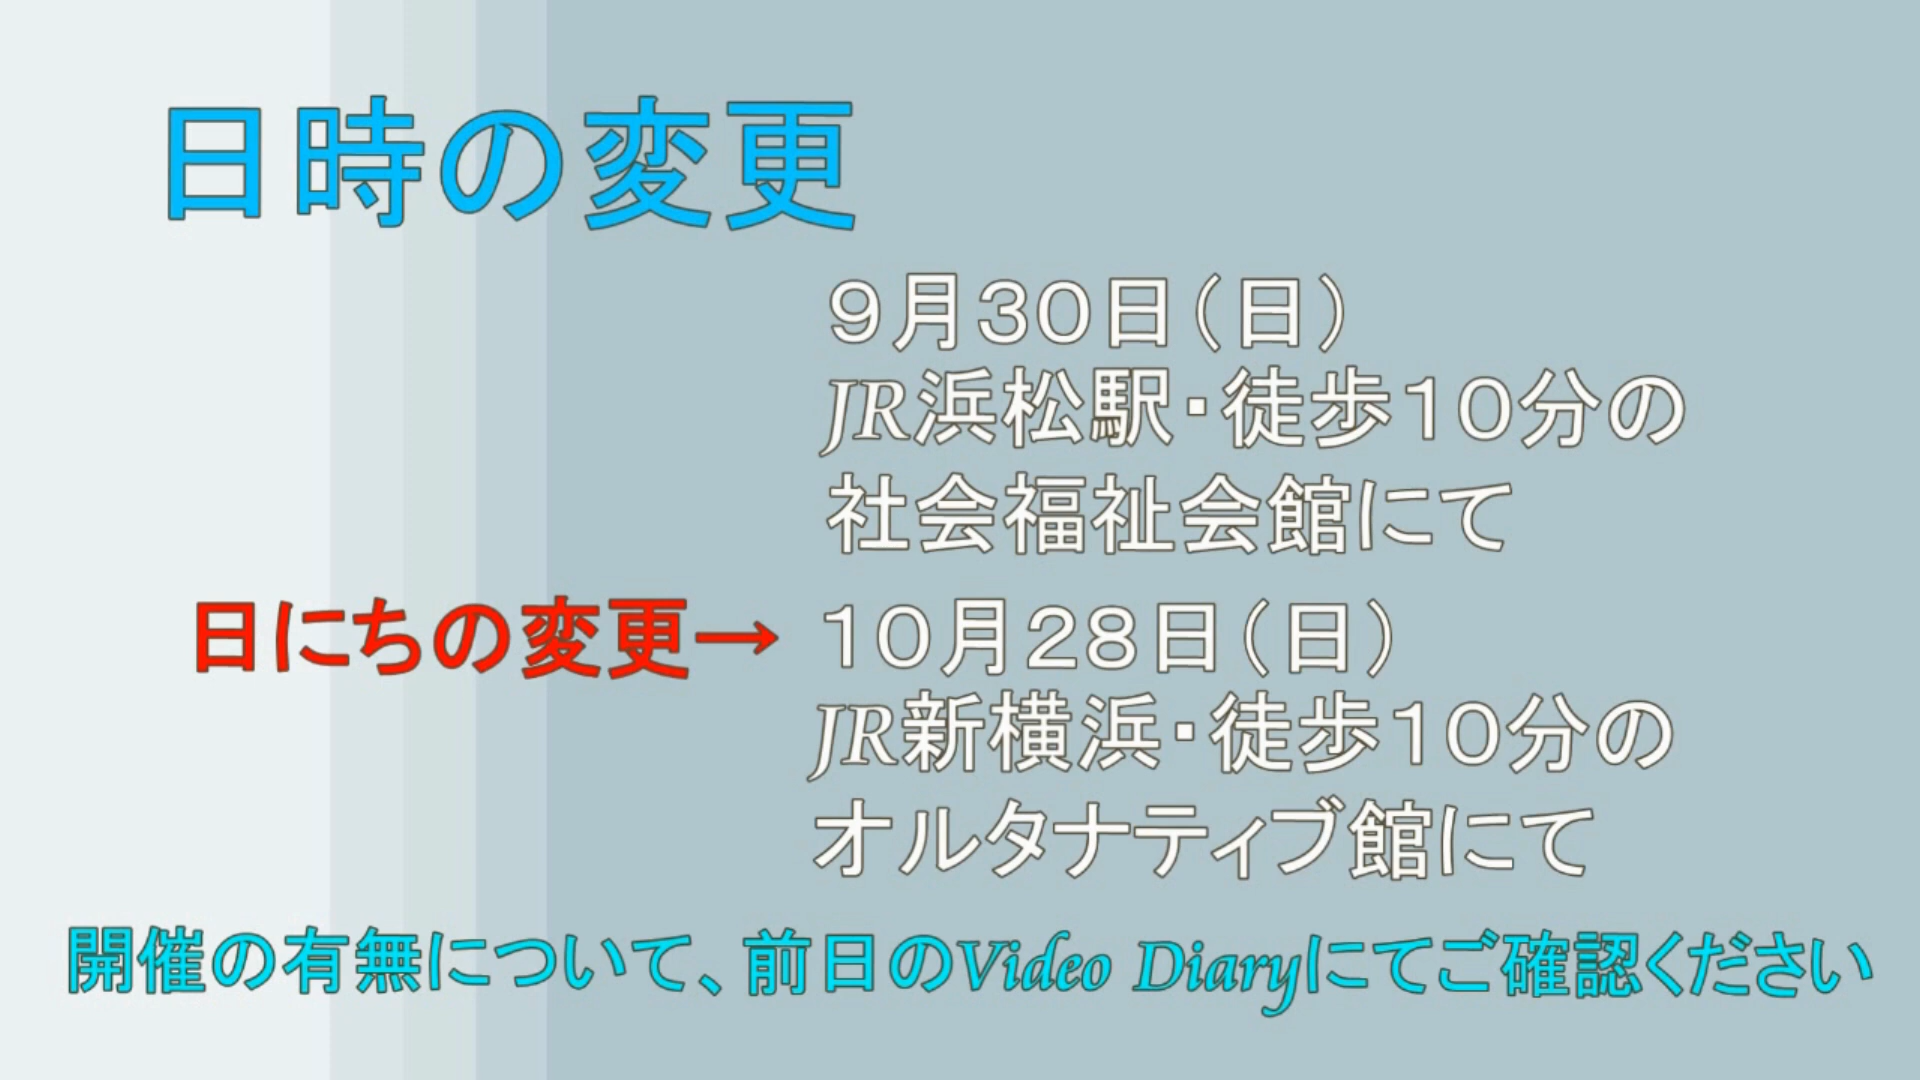 日時の変更
９月３０日（日）
JR浜松駅・徒歩１０分の
社会福祉会館にて
日にちの変更→ １０月２８日（日）
JR新横浜・徒歩１０分の
オルタナティブ館にて
開催の有無について、前日のVideo Diaryにてご確認ください